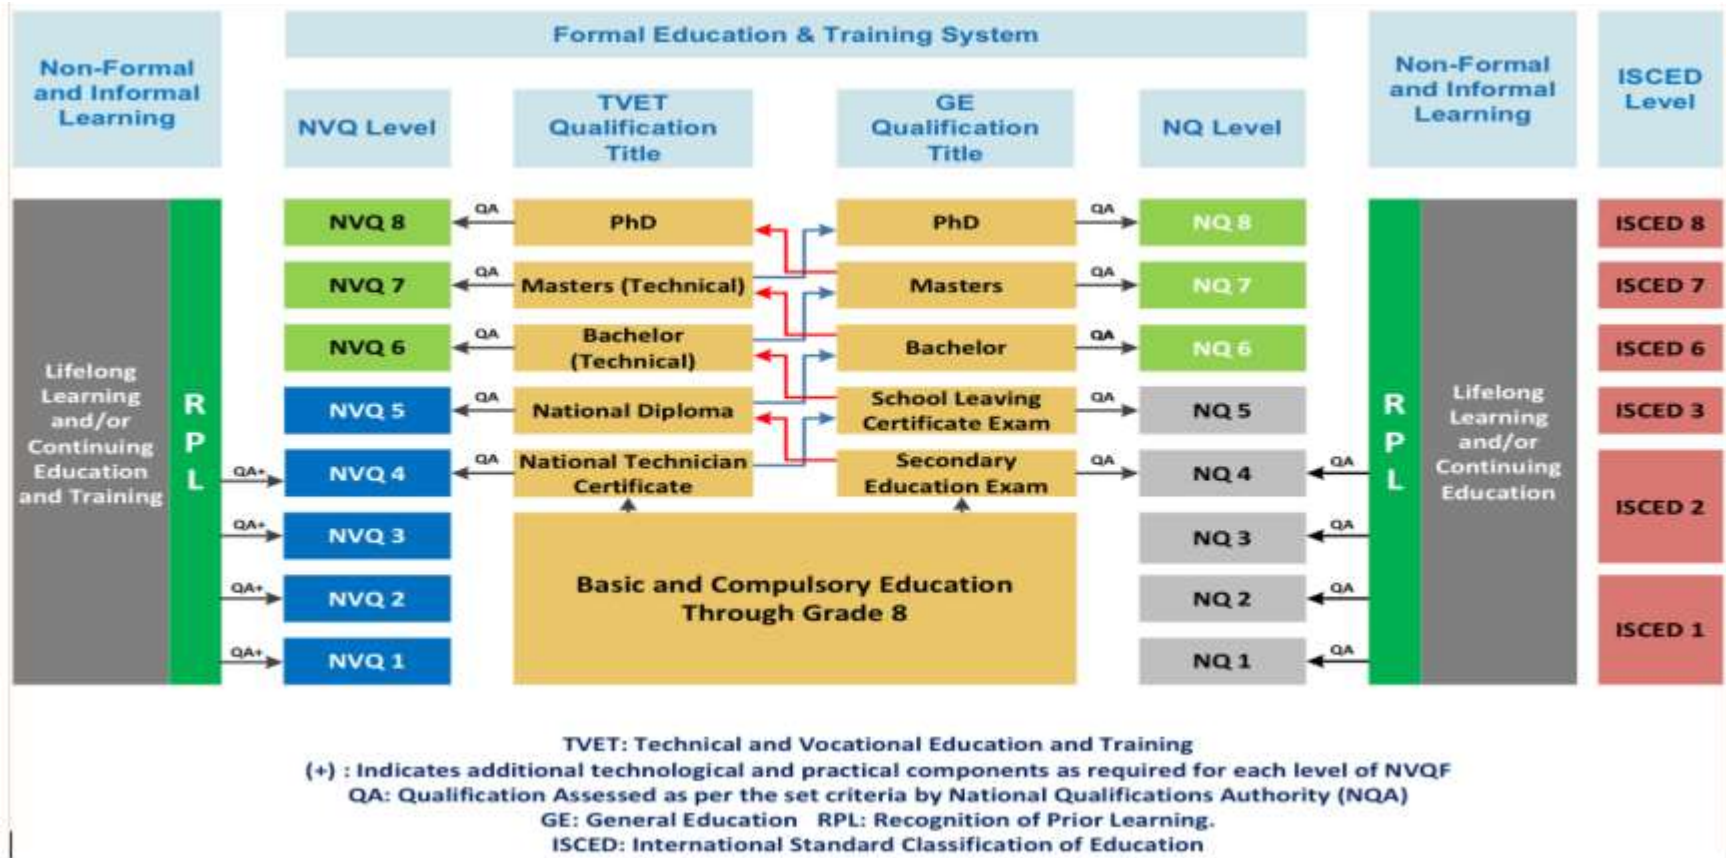 Non-Formal
and Informal
Learning
Formal Education & Training System
Non-Formal
and Informal
Learning
ISCED
Level
NVQ Level
TVET
Qualification
Title
GE
Qualification
Title
NQ Level
NVQ 8
QA
PhD
PhD
QA
NQ 8
ISCED 8
NVQ 7
QA
Masters (Technical)
Masters
QA
NQ 7
ISCED 7
NVQ 6
QA
Bachelor
(Technical)
Bachelor
QA
NQ 6
ISCED 6
Lifelong
Learning
and/or
Continuing
Education
and Training
R
P
L
NVQ 5
QA
National Diploma
School Leaving
Certificate Exam
QA
NQ 5
R
P
L
Lifelong
Learning
and/or
Continuing
Education
ISCED 3
QA+
NVQ 4
QA
National Technician
Certificate
Secondary
Education Exam
QA
NQ 4
QA
ISCED 2
QA+
NVQ 3
NQ 3
QA
Basic and Compulsory Education
Through Grade 8
QA+
NVQ 2
NQ 2
QA
ISCED 1
QA+
NVQ 1
NQ 1
QA
TVET: Technical and Vocational Education and Training
(+) : Indicates additional technological and practical components as required for each level of NVQF
QA: Qualification Assessed as per the set criteria by National Qualifications Authority (NQA)
GE: General Education RPL: Recognition of Prior Learning.
ISCED: International Standard Classification of Education